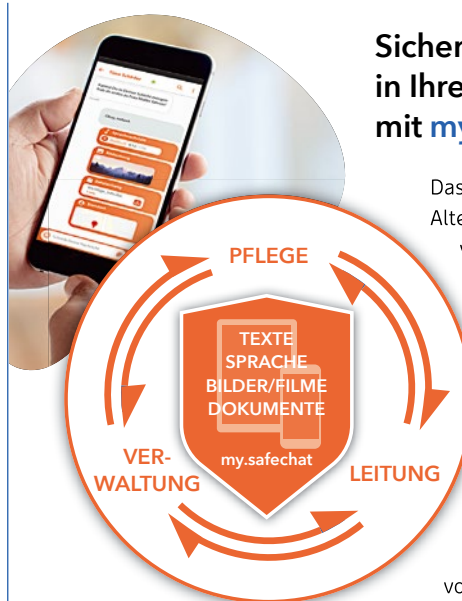 Sicher
in Ihre
mit my
Das
Alte
v
PFLEGE
TEXTE
SPRACHE
BILDER/FILME
DOKUMENTE
my.safechat
VER-
WALTUNG
LEITUNG
vo